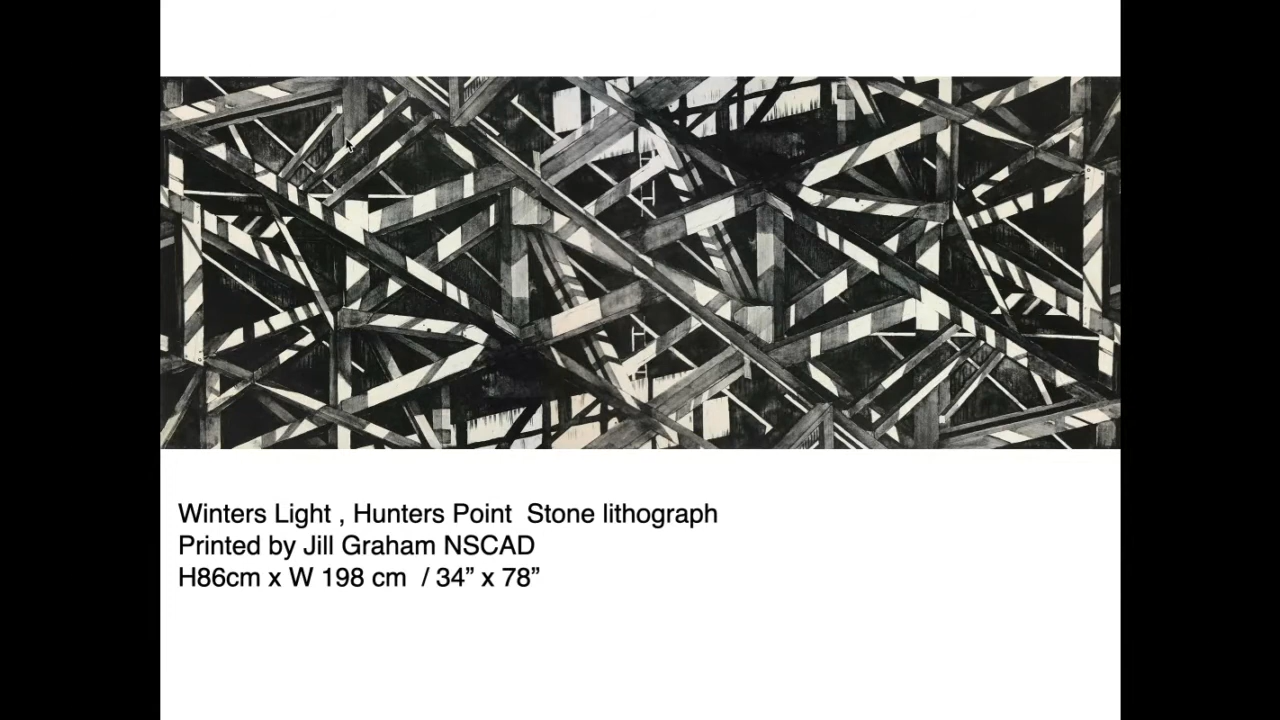 Winters Light , Hunters Point  Stone lithograph
Printed by Jill Graham NSCAD
H86cm x W 198 cm  / 34” x 78”